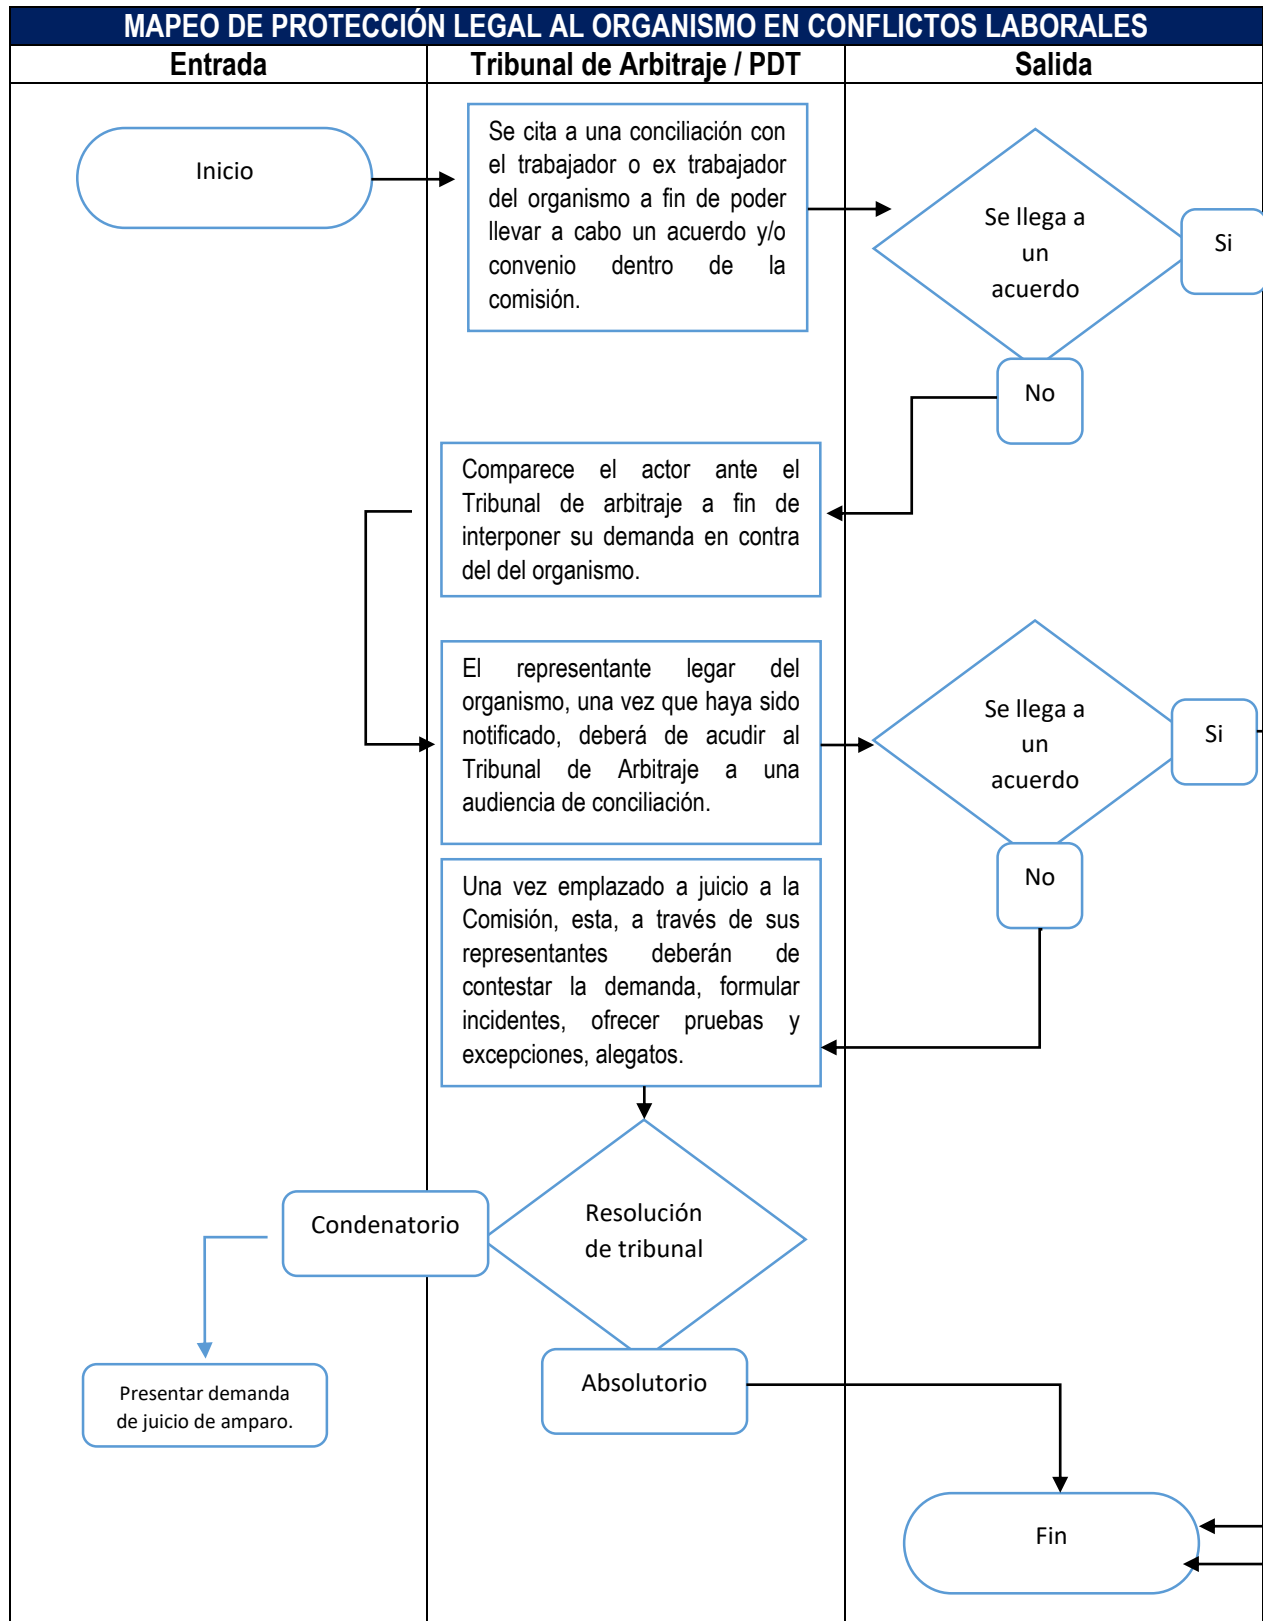 MAPEO DE PROTECCIÓN LEGAL AL ORGANISMO EN CONFLICTOS LABORALES
Entrada
Tribunal de Arbitraje / PDT
Salida
Inicio
Se cita a una conciliación con
el trabajador o ex trabajador
del organismo a fin de poder
llevar a cabo un acuerdo y/o
convenio dentro de la
comisión.
Se llega a
un
acuerdo
Si
No
Comparece el actor ante el
Tribunal de arbitraje a fin de
interponer su demanda en contra
del del organismo.
El representante legar del
organismo, una vez que haya sido
notificado, deberá de acudir al
Tribunal de Arbitraje a una
audiencia de conciliación.
Se llega a
un
acuerdo
Si
No
Una vez emplazado a juicio a la
Comisión, esta, a través de sus
representantes deberán de
contestar la demanda, formular
incidentes, ofrecer pruebas y
excepciones, alegatos.
Resolución
de tribunal
Condenatorio
Presentar demanda
de juicio de amparo.
Absolutorio
Fin